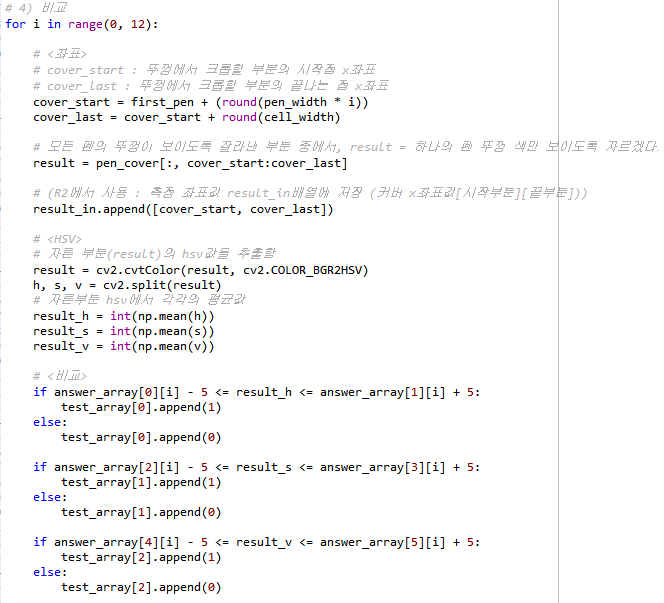 # 4) 비교
for i in range(0, 12):
# <좌표>
# cover_start : 뚜껑에서 크롭할 부분의 시작점 x좌표
# cover_last : 뚜껑에서 크롭할 부분의 끝나는 점 x좌표
cover_start = first_pen + (round(pen_width * i))
cover_last = cover_start + round(cell_width)
# 모든 펜의 뚜껑이 보이도록 잘라낸 부분 중에서, result = 하나의 펜 뚜껑 색만 보이도록 자르겠다.
result = pen_cover[:, cover_start:cover_last]
# (R2에서 사용 : 측정 좌표값 result_in배열에 저장 (커버 x좌표값[시작부분][끝부분]))
result_in.append([cover_start, cover_last])
# <HSV>
# 자른 부분(result)의 hsv값을 추출함
result = cv2.cvtColor(result, cv2.COLOR_BGR2HSV)
h, s, v = cv2.split(result)
# 자른부분 hsv에서 각각의 평균값
result_h = int(np.mean(h))
result_s = int(np.mean(s))
result_v = int(np.mean(v))
# <비교>
if answer_array[0][i] - 5 <= result_h <= answer_array[1][i] + 5:
test_array[0].append(1)
else:
test_array[0].append(0)
if answer_array[2][i] - 5 <= result_s <= answer_array[3][i] + 5:
test_array[1].append(1)
else:
test_array[1].append(0)
if answer_array[4][i] - 5 <= result_v <= answer_array[5][i] + 5:
test_array[2].append(1)
else:
test_array[2].append(0)